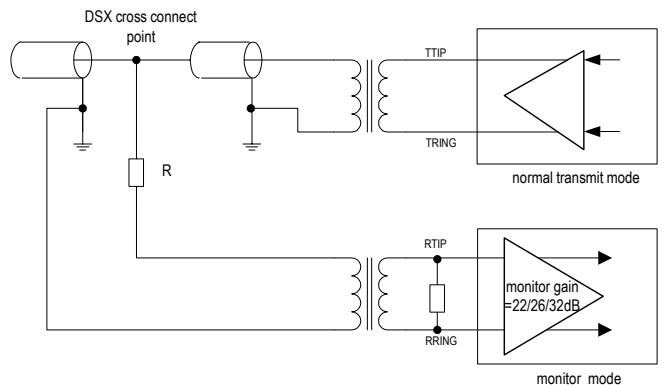 DSX cross connect
point
TTIP
TRING
normal transmit mode
R
RTIP
monitor gain
=22/26/32dB
RRING
monitor mode